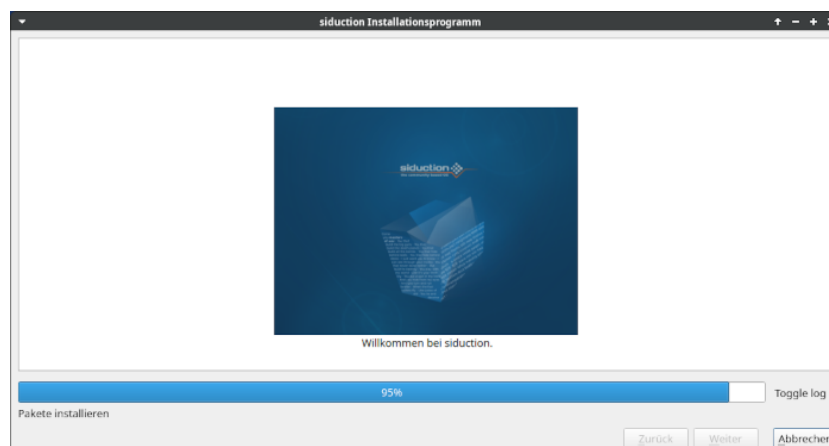 siduction Installationsprogramm
siduction
Willkommen bei siduction.
95%
Toggle log
Pakete installieren
Zurück
Weiter
Abbrechen